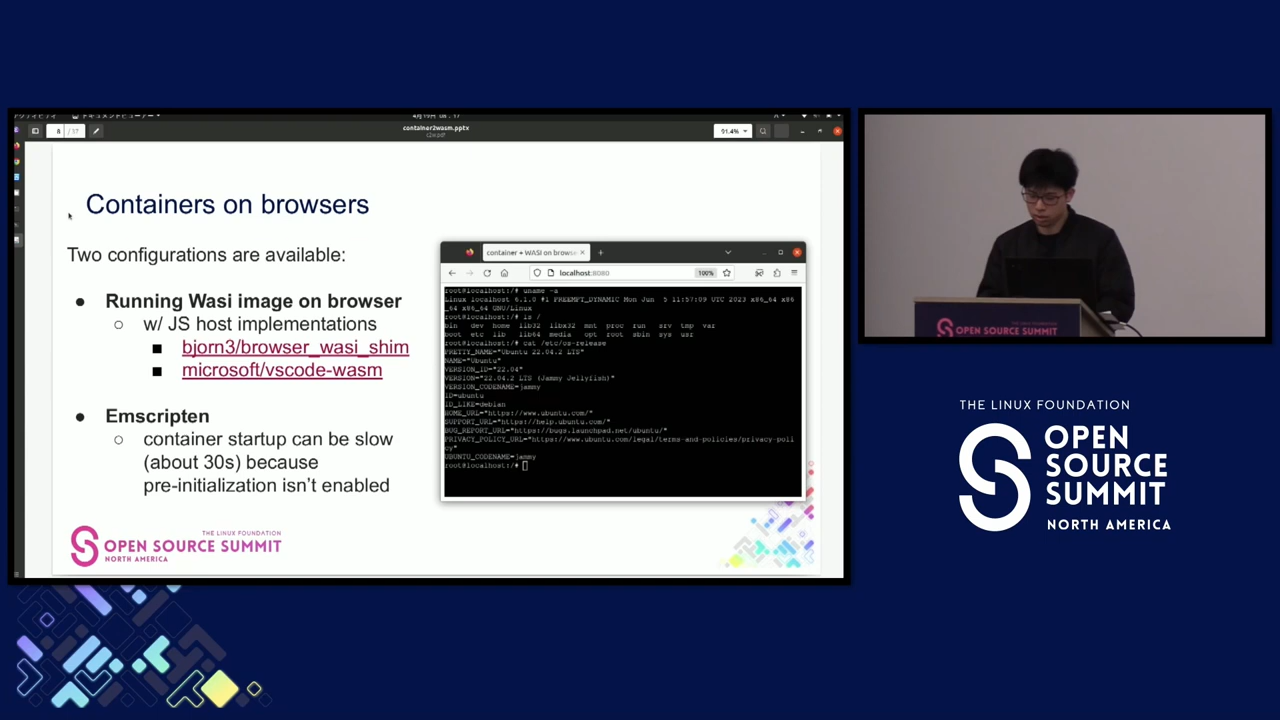 8 / 37
container2wasm.pptx
c2w.pdf
91.4%
Containers on browsers
Two configurations are available:
● Running Wasi image on browser
○ w/ JS host implementations
■ bjorn3/browser_wasi_shim
■ microsoft/vscode-wasm
● Emscripten
○ container startup can be slow
(about 30s) because
pre-initialization isn't enabled
container + WASI on browse
localhost:8080
100%
root@localhost:/# uname -a
Linux localhost 6.1.0 #1 PREEMPT_DYNAMIC Mon Jun 5 11:57:09 UTC 2023 x86_64 x86
_64 x86_64 GNU/Linux
root@localhost:/# ls /
bin dev home lib32 libx32 mnt proc run srv tmp var
boot etc lib lib64 media opt root sbin sys usr
root@localhost:/# cat /etc/os-release
PRETTY_NAME="Ubuntu 22.04.2 LTS"
NAME="Ubuntu"
VERSION_ID="22.04"
VERSION="22.04.2 LTS (Jammy Jellyfish)"
VERSION_CODENAME=jammy
ID=ubuntu
ID_LIKE=debian
HOME_URL="https://www.ubuntu.com/"
SUPPORT_URL="https://help.ubuntu.com/"
BUG_REPORT_URL="https://bugs.launchpad.net/ubuntu/"
PRIVACY_POLICY_URL="https://www.ubuntu.com/legal/terms-and-policies/privacy-poli
cy"
UBUNTU_CODENAME=jammy
root@localhost:/#
THE LINUX FOUNDATION
OPEN SOURCE SUMMIT
NORTH AMERICA
OPEN SOURCE SUMMIT
THE LINUX FOUNDATION
OPEN
SOURCE
SUMMIT
NORTH AMERICA